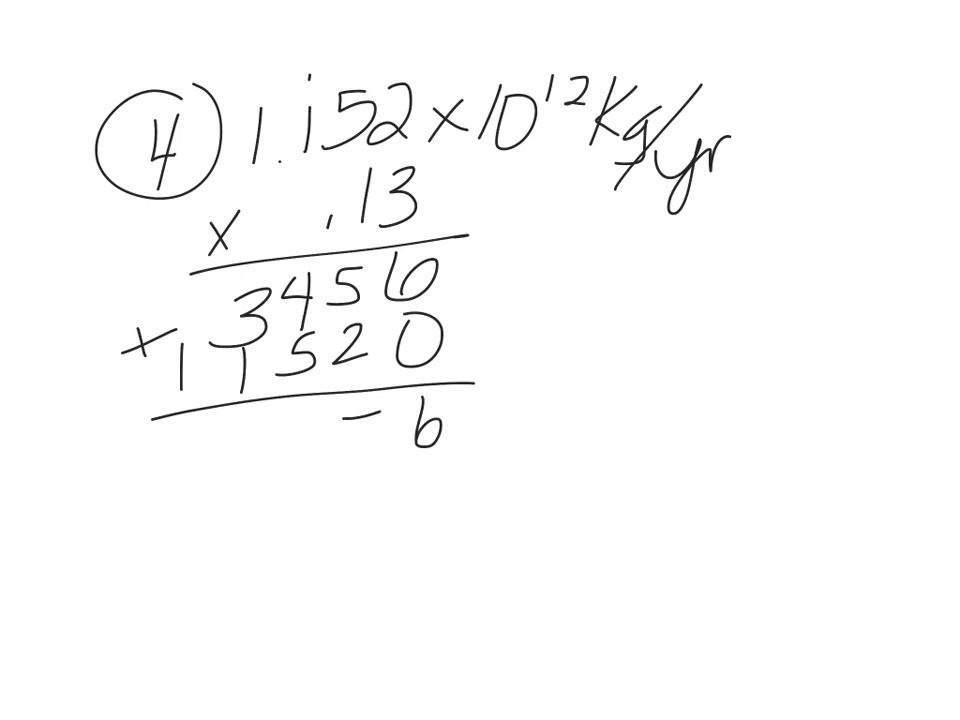 4 1.152 x 10^12 kg/yr
x .13
3456
+ 11520
- 6